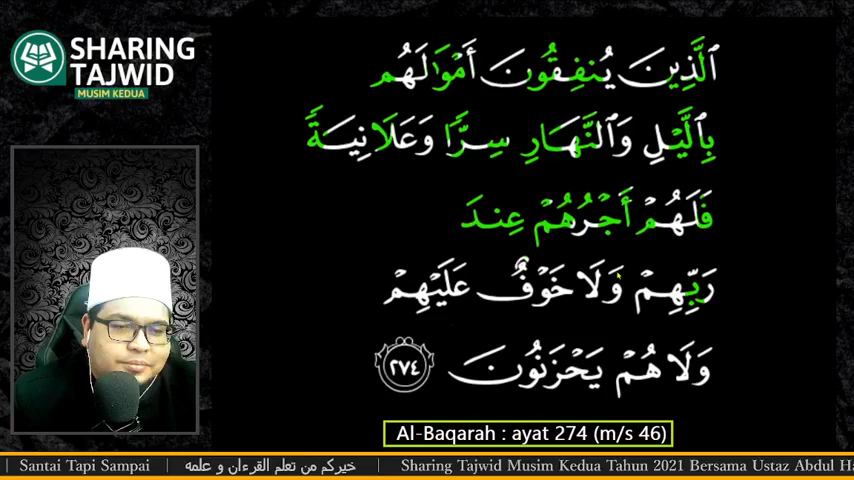 SHARING
TAJWID
MUSIM KEDUA
ٱلَّذِينَ يُنفِقُونَ أَمْوَٰلَهُم
بِٱلَّيْلِ وَٱلنَّهَارِ سِرًّا وَعَلَانِيَةً
فَلَهُمْ أَجْرُهُمْ عِندَ
رَبِّهِمْ وَلَا خَوْفٌ عَلَيْهِمْ
وَلَا هُمْ يَحْزَنُونَ ٢٧٤
Al-Baqarah : ayat 274 (m/s 46)
| Santai Tapi Sampai | خيركم من تعلم القرءان و علمه | Sharing Tajwid Musim Kedua Tahun 2021 Bersama Ustaz Abdul Ha